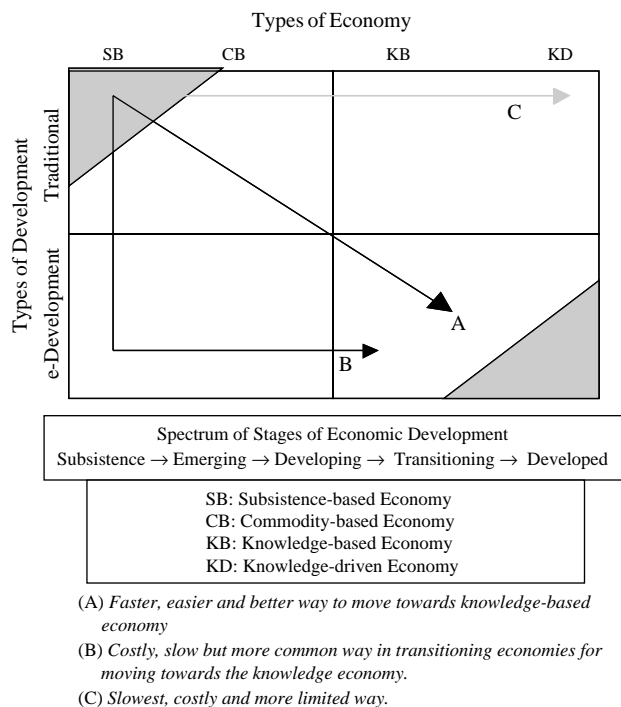 Types of Economy
SB CB KB KD
Types of Development
Traditional
e-Development
C
A
B
Spectrum of Stages of Economic Development
Subsistence → Emerging → Developing → Transitioning → Developed
SB: Subsistence-based Economy
CB: Commodity-based Economy
KB: Knowledge-based Economy
KD: Knowledge-driven Economy
(A) Faster, easier and better way to move towards knowledge-based
economy
(B) Costly, slow but more common way in transitioning economies for
moving towards the knowledge economy.
(C) Slowest, costly and more limited way.